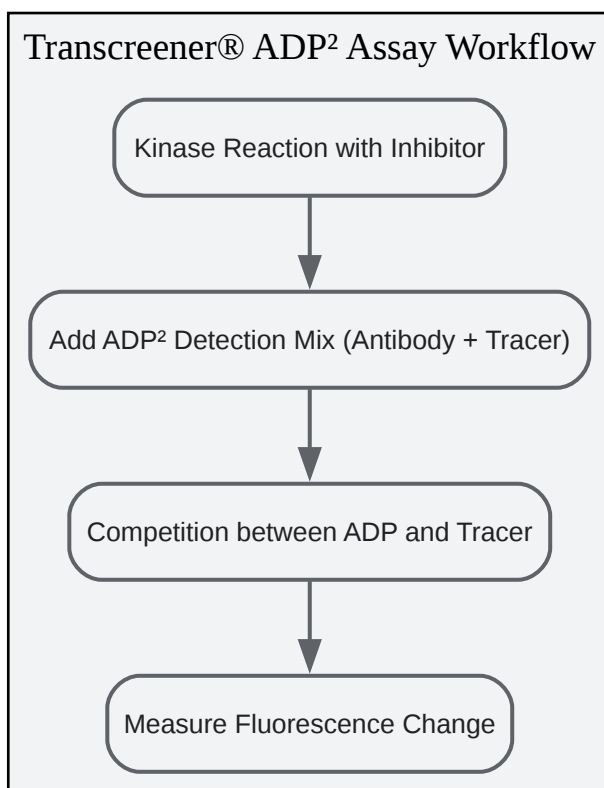 Transcreener® ADP² Assay Workflow
Kinase Reaction with Inhibitor
Add ADP² Detection Mix (Antibody + Tracer)
Competition between ADP and Tracer
Measure Fluorescence Change